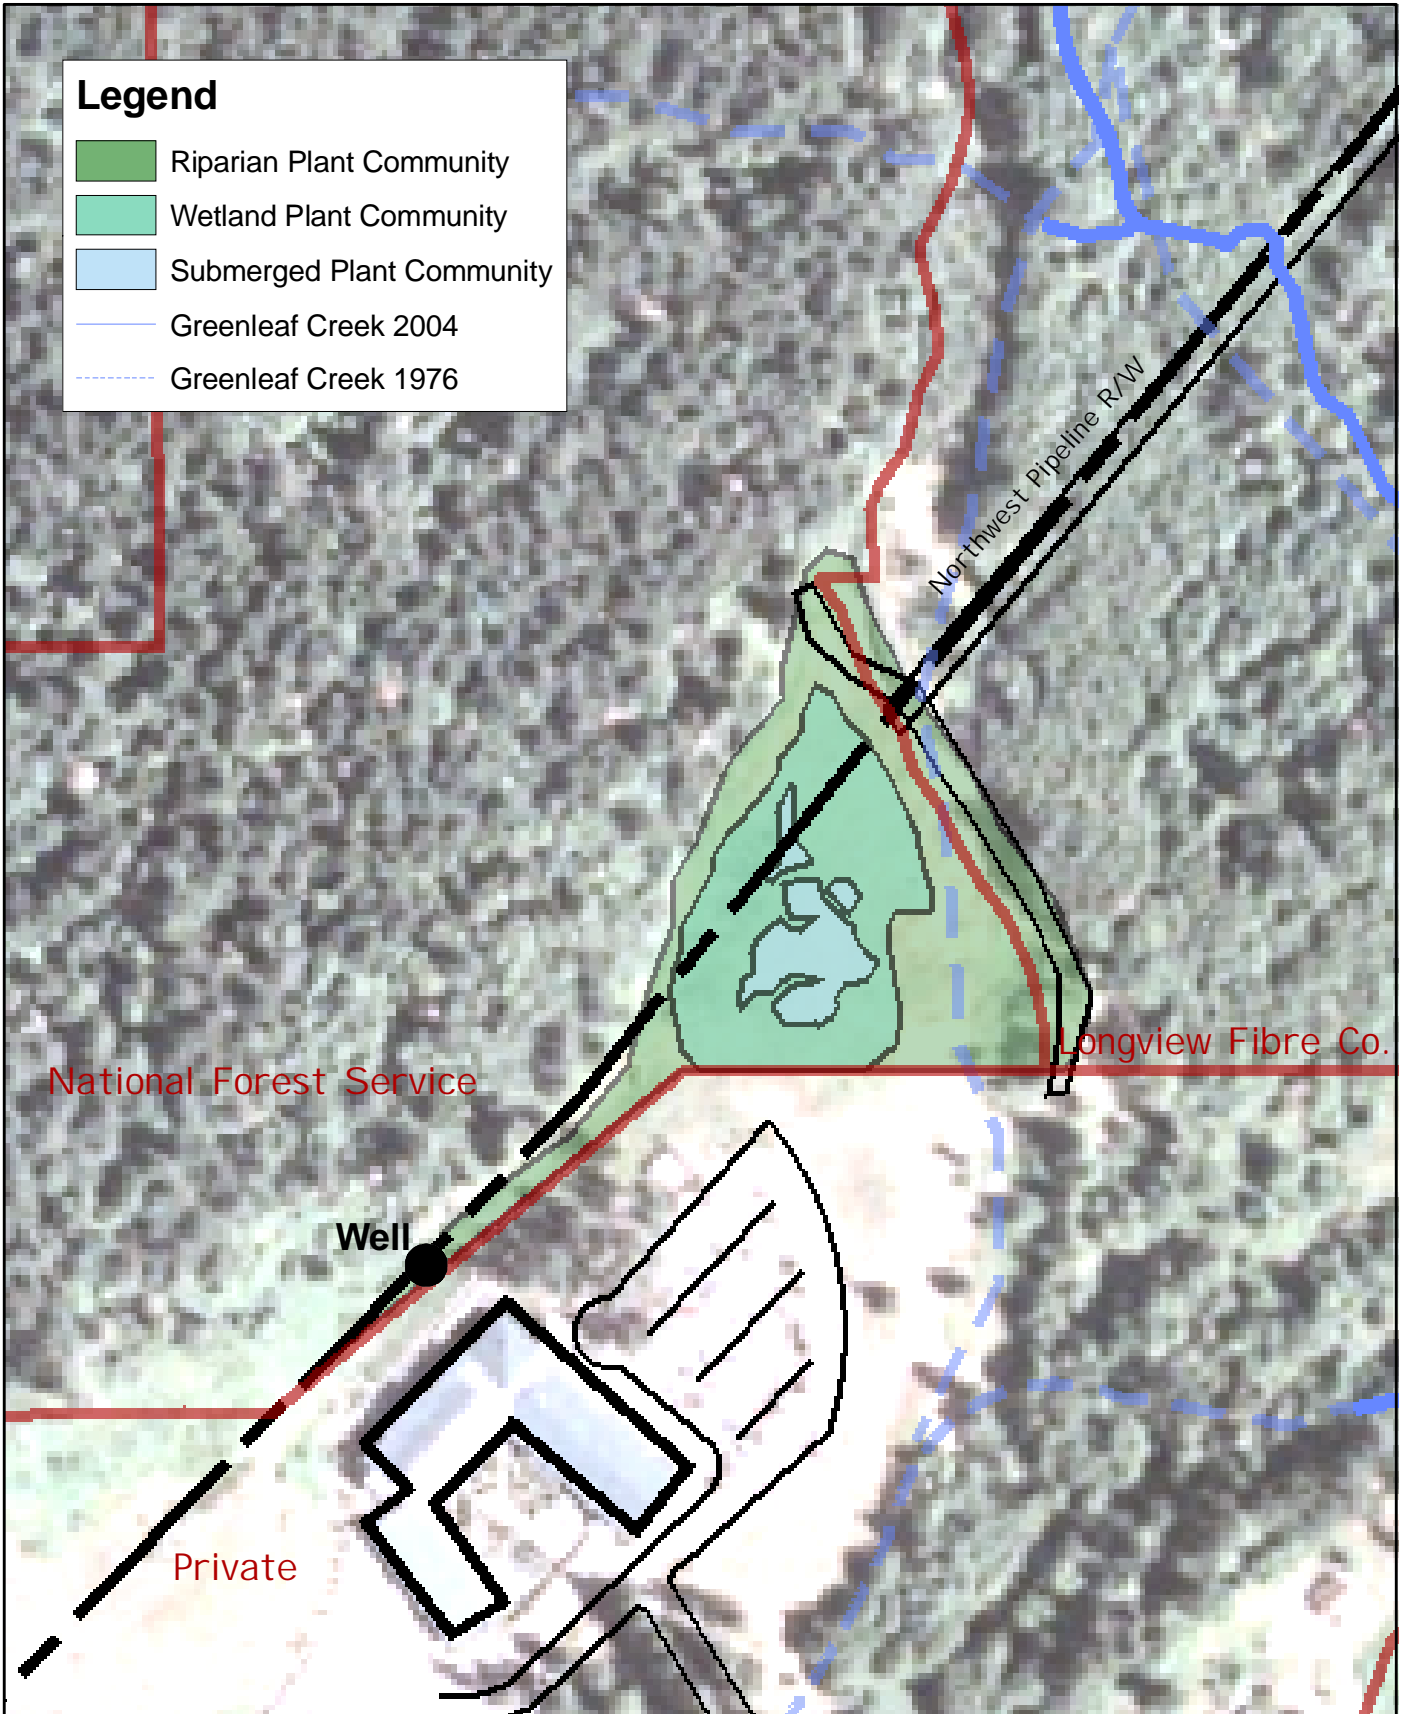 Legend
Riparian Plant Community
Wetland Plant Community
Submerged Plant Community
Greenleaf Creek 2004
Greenleaf Creek 1976
Northwest Pipeline R/W
Longview Fibre Co.
National Forest Service
Well
Private